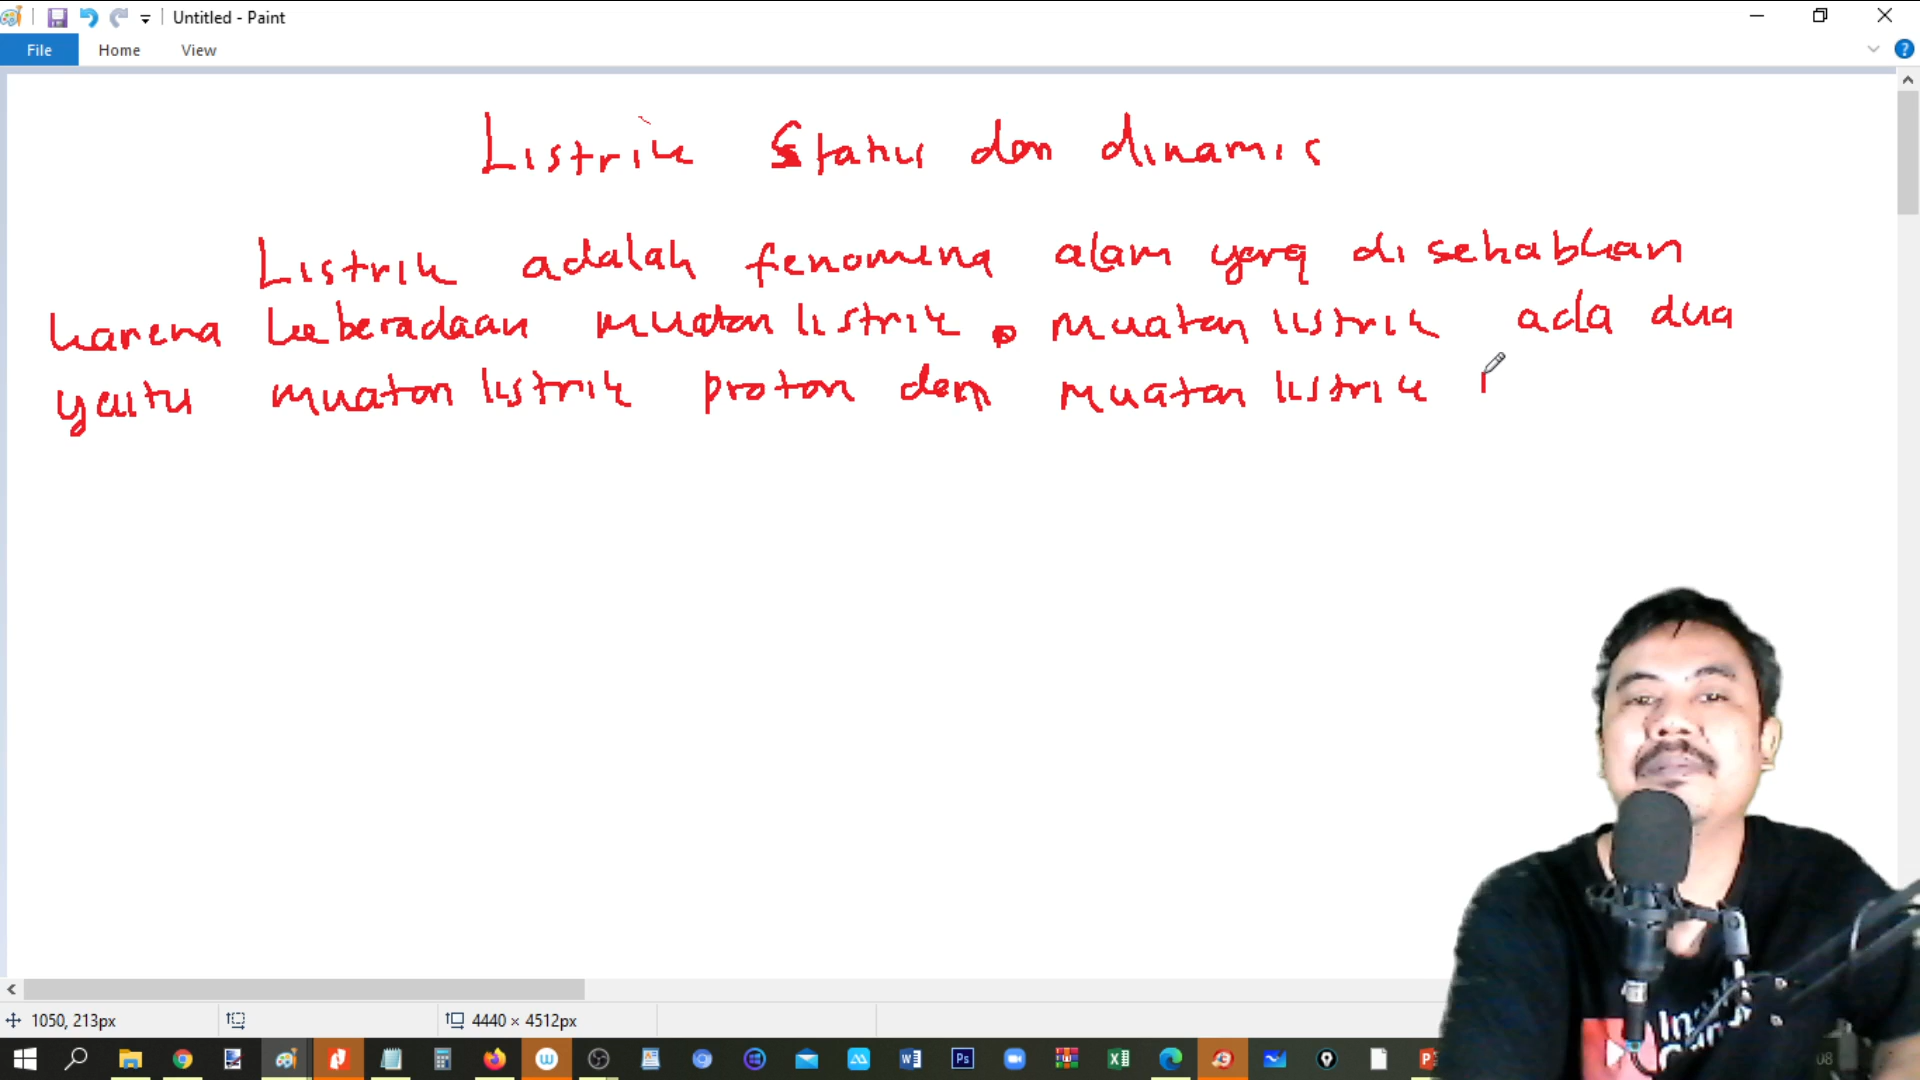 Untitled - Paint
File Home View
Listrik Statis dan dinamis
Listrik adalah fenomena alam yang disebabkan
karena keberadaan muatan listrik. muatan listrik ada dua
yaitu muatan listrik proton dan muatan listrik
1050, 213px 4440 × 4512px
08